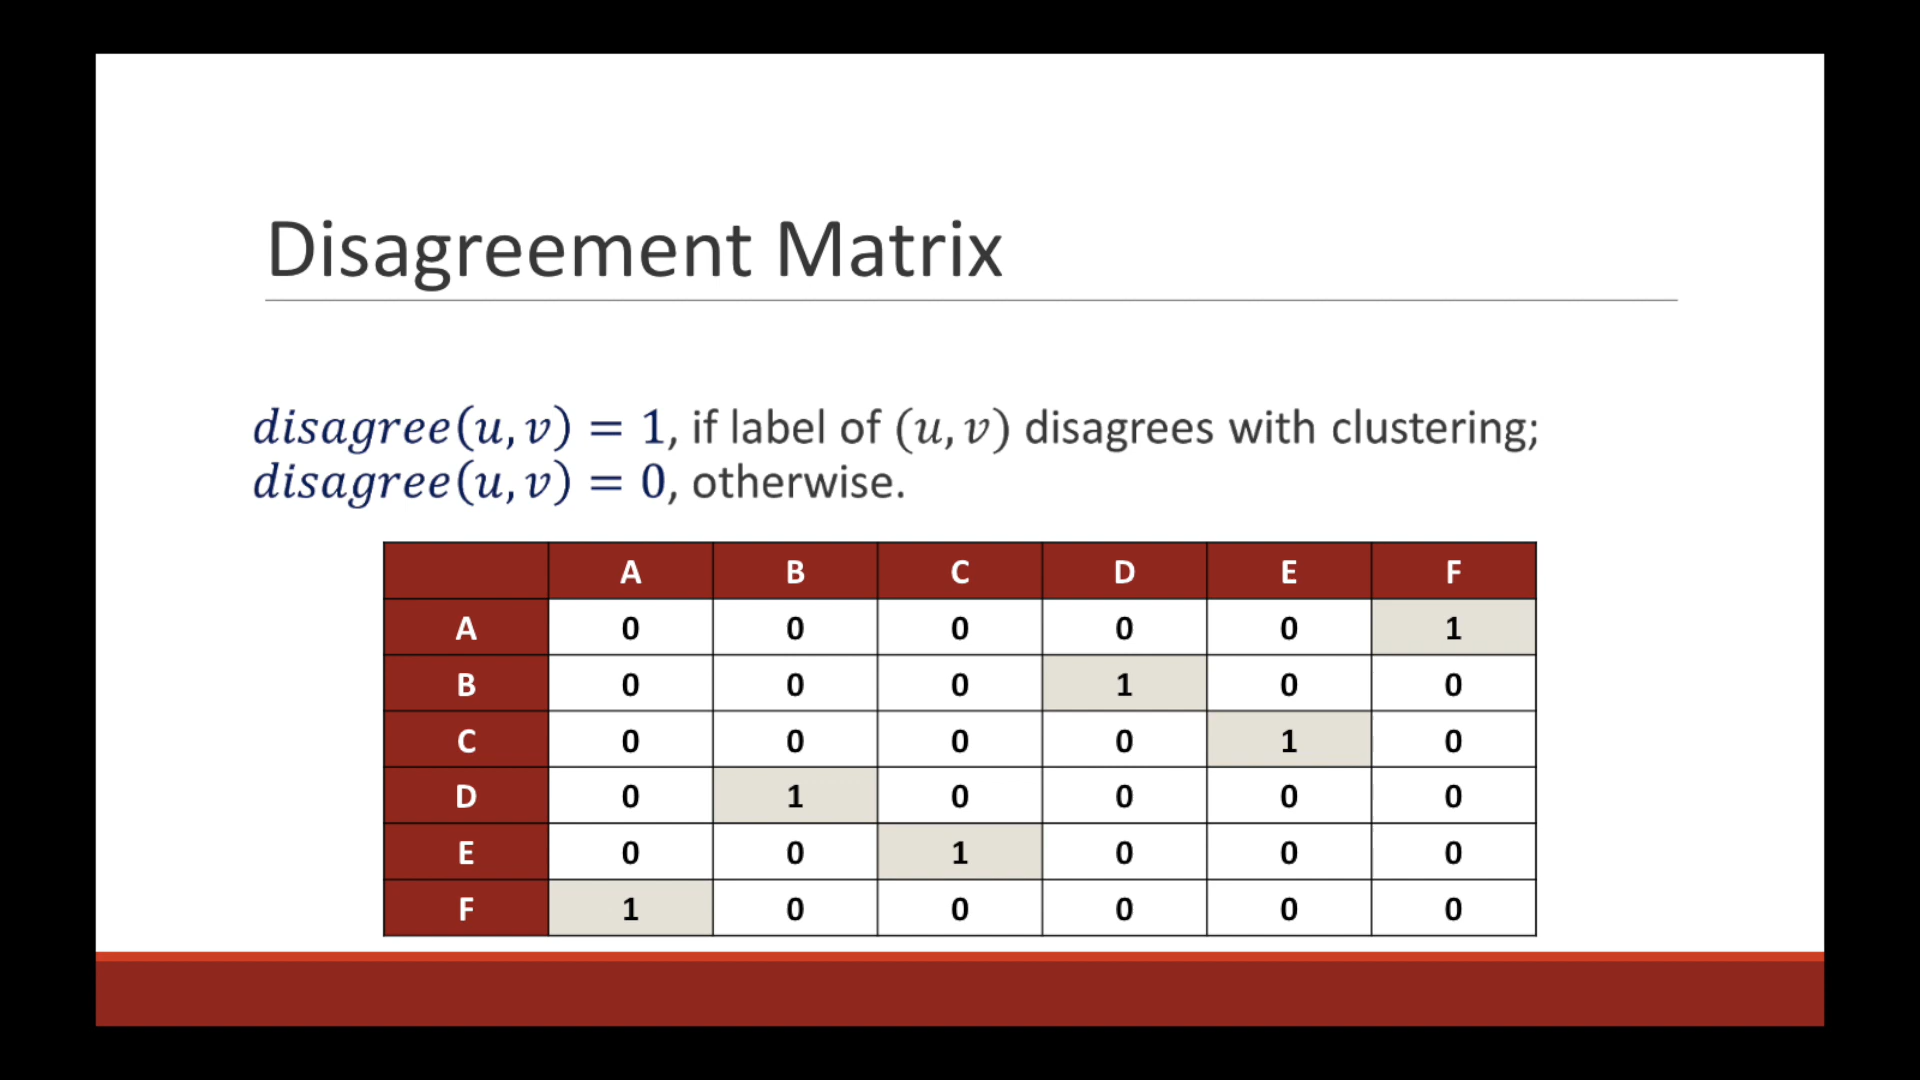 Disagreement Matrix
disagree(u, v) = 1, if label of (u, v) disagrees with clustering;
disagree(u, v) = 0, otherwise.
A B C D E F
A 0 0 0 0 0 1
B 0 0 0 1 0 0
C 0 0 0 0 1 0
D 0 1 0 0 0 0
E 0 0 1 0 0 0
F 1 0 0 0 0 0